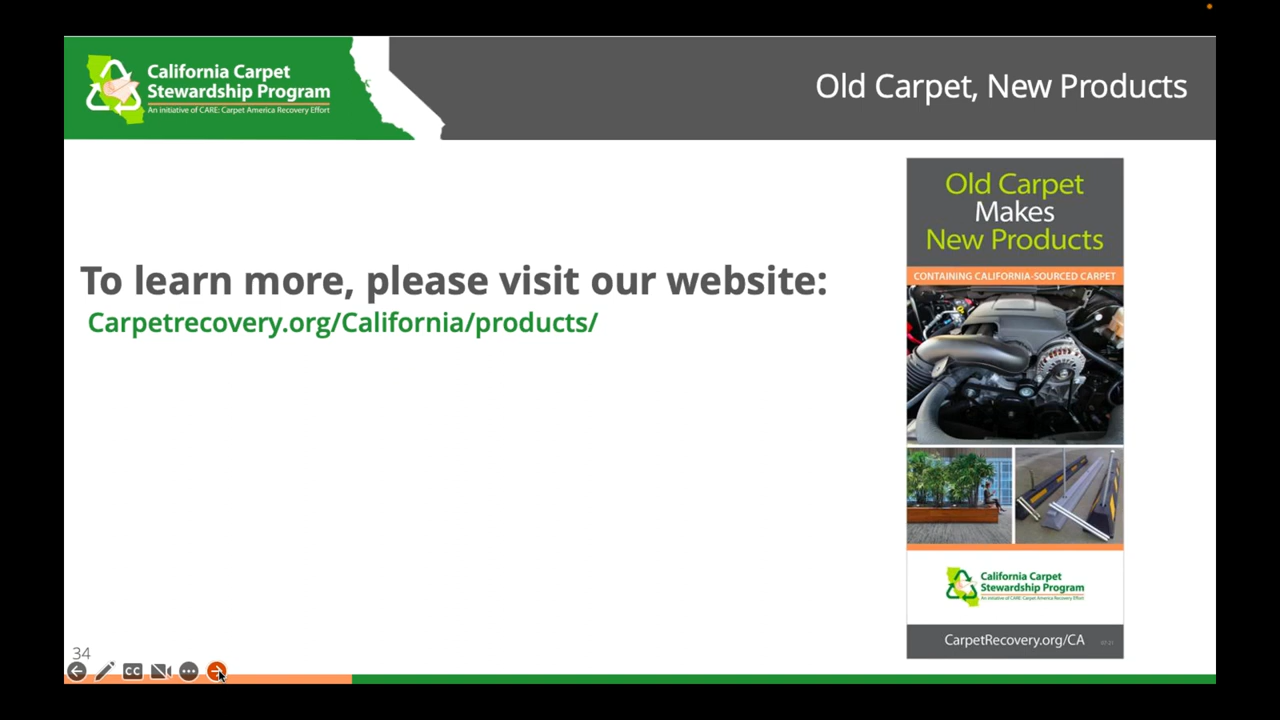 California Carpet
Stewardship Program
An initiative of CARE: Carpet America Recovery Effort
Old Carpet, New Products
To learn more, please visit our website:
Carpetrecovery.org/California/products/
Old Carpet
Makes
New Products
CONTAINING CALIFORNIA-SOURCED CARPET
California Carpet
Stewardship Program
An initiative of CARE: Carpet America Recovery Effort
CarpetRecovery.org/CA
34
CC